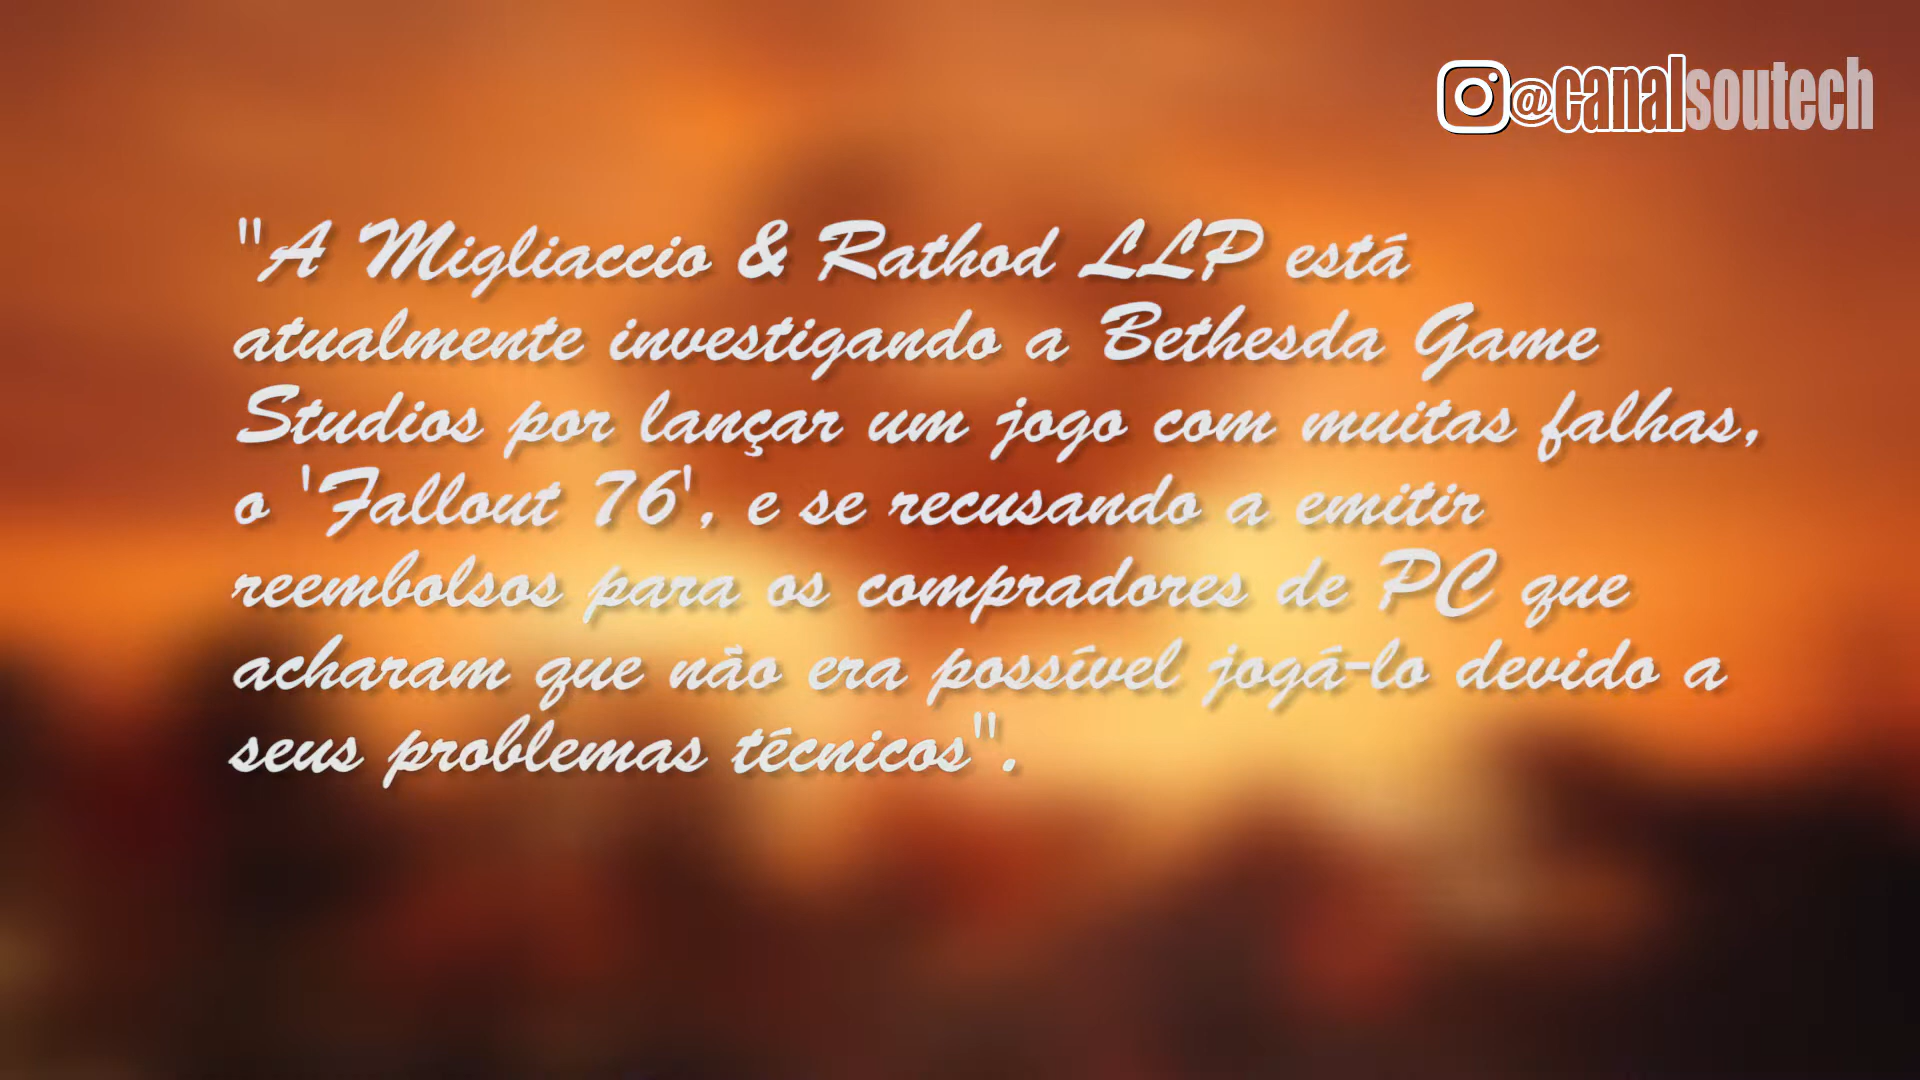 @canalsoutech
"A Migliaccio & Rathod LLP está
atualmente investigando a Bethesda Game
Studios por lançar um jogo com muitas falhas,
o 'Fallout 76', e se recusando a emitir
reembolsos para os compradores de PC que
acharam que não era possível jogá-lo devido a
seus problemas técnicos".